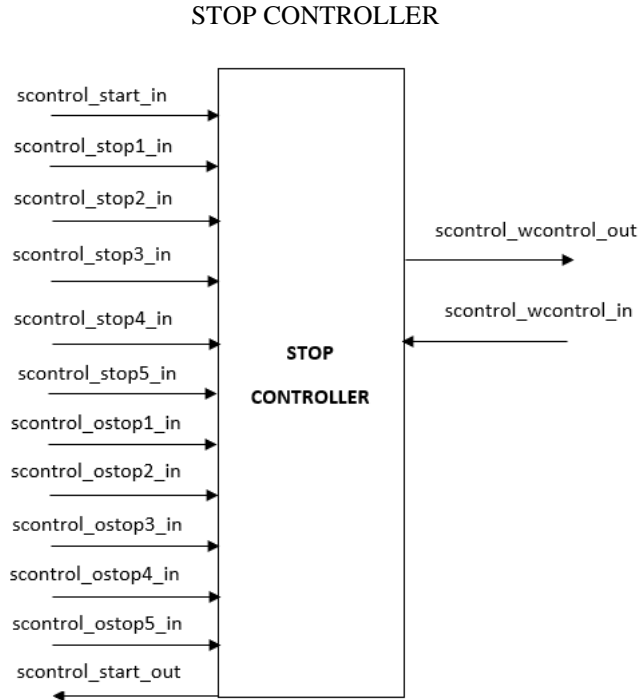 STOP CONTROLLER
scontrol_start_in
scontrol_stop1_in
scontrol_stop2_in
scontrol_stop3_in
scontrol_stop4_in
scontrol_stop5_in
scontrol_ostop1_in
scontrol_ostop2_in
scontrol_ostop3_in
scontrol_ostop4_in
scontrol_ostop5_in
scontrol_start_out
STOP
CONTROLLER
scontrol_wcontrol_out
scontrol_wcontrol_in